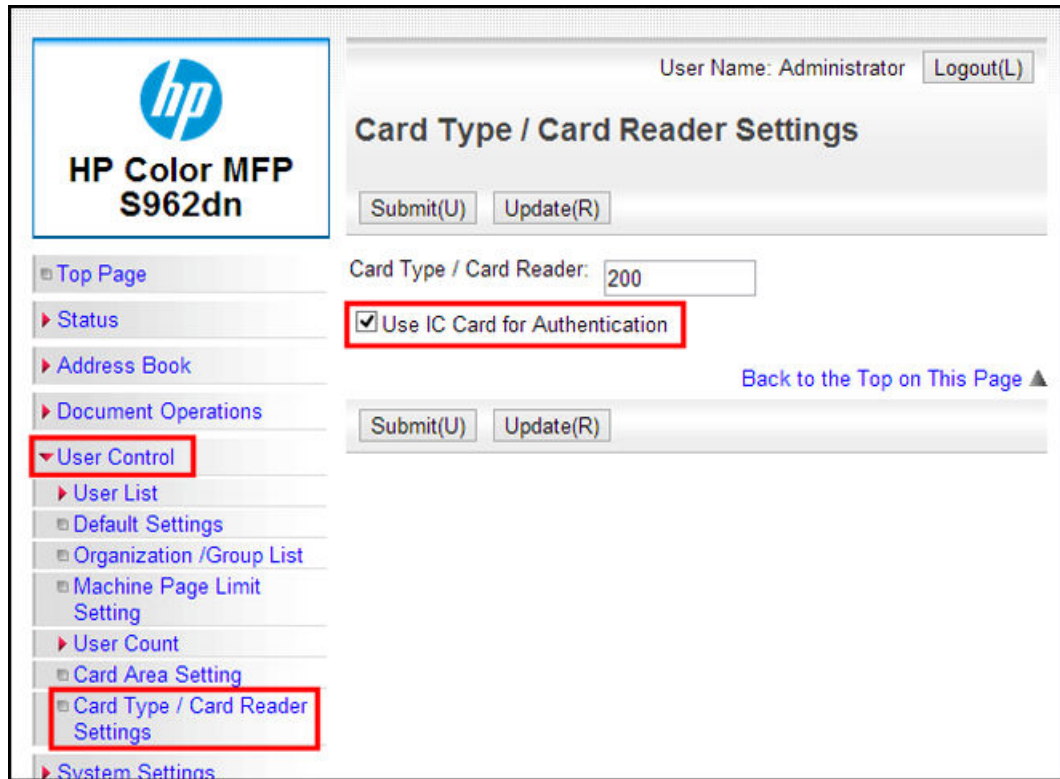 hp
HP Color MFP
S962dn
User Name: Administrator Logout(L)
Card Type / Card Reader Settings
Submit(U) Update(R)
Top Page
Status
Address Book
Document Operations
User Control
User List
Default Settings
Organization /Group List
Machine Page Limit
Setting
User Count
Card Area Setting
Card Type / Card Reader
Settings
System Settings
Card Type / Card Reader: 200
Use IC Card for Authentication
Back to the Top on This Page
Submit(U) Update(R)